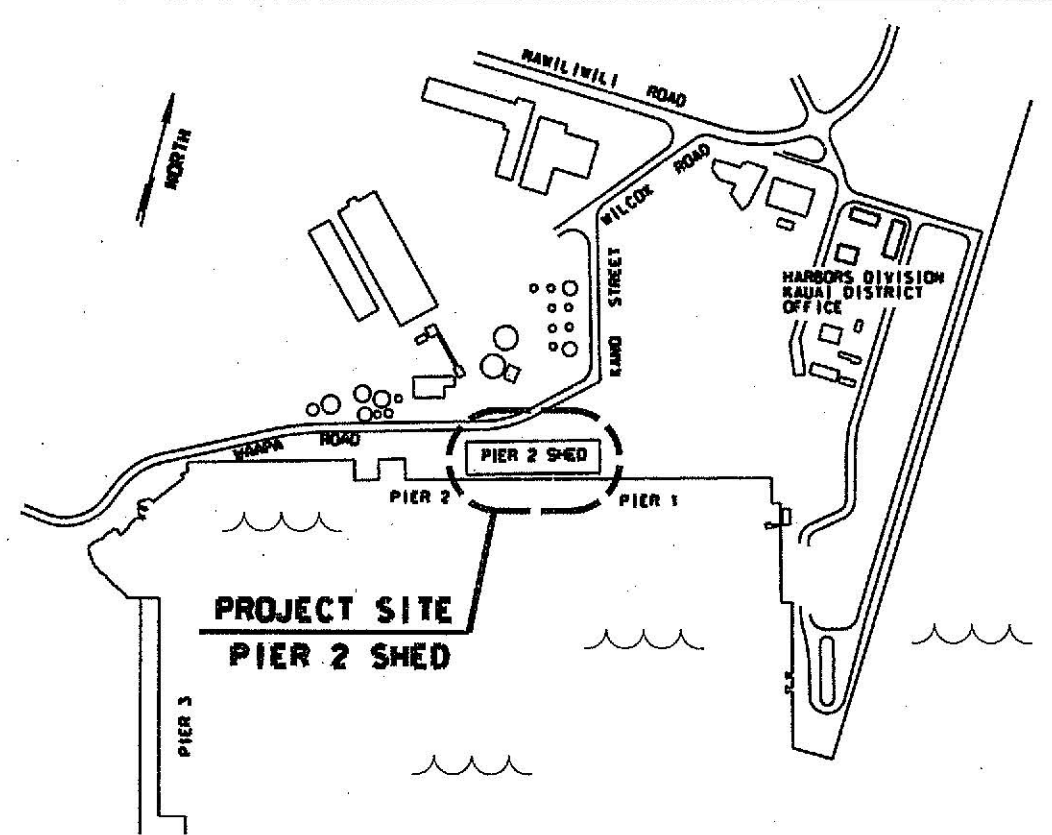 NAWILIWILI ROAD
NORTH
WILCOX ROAD
KANO STREET
HARBORS DIVISION
KAUAI DISTRICT
OFFICE
WAAPA ROAD
PIER 2 SHED
PIER 2
PIER 1
PROJECT SITE
PIER 2 SHED
PIER 3